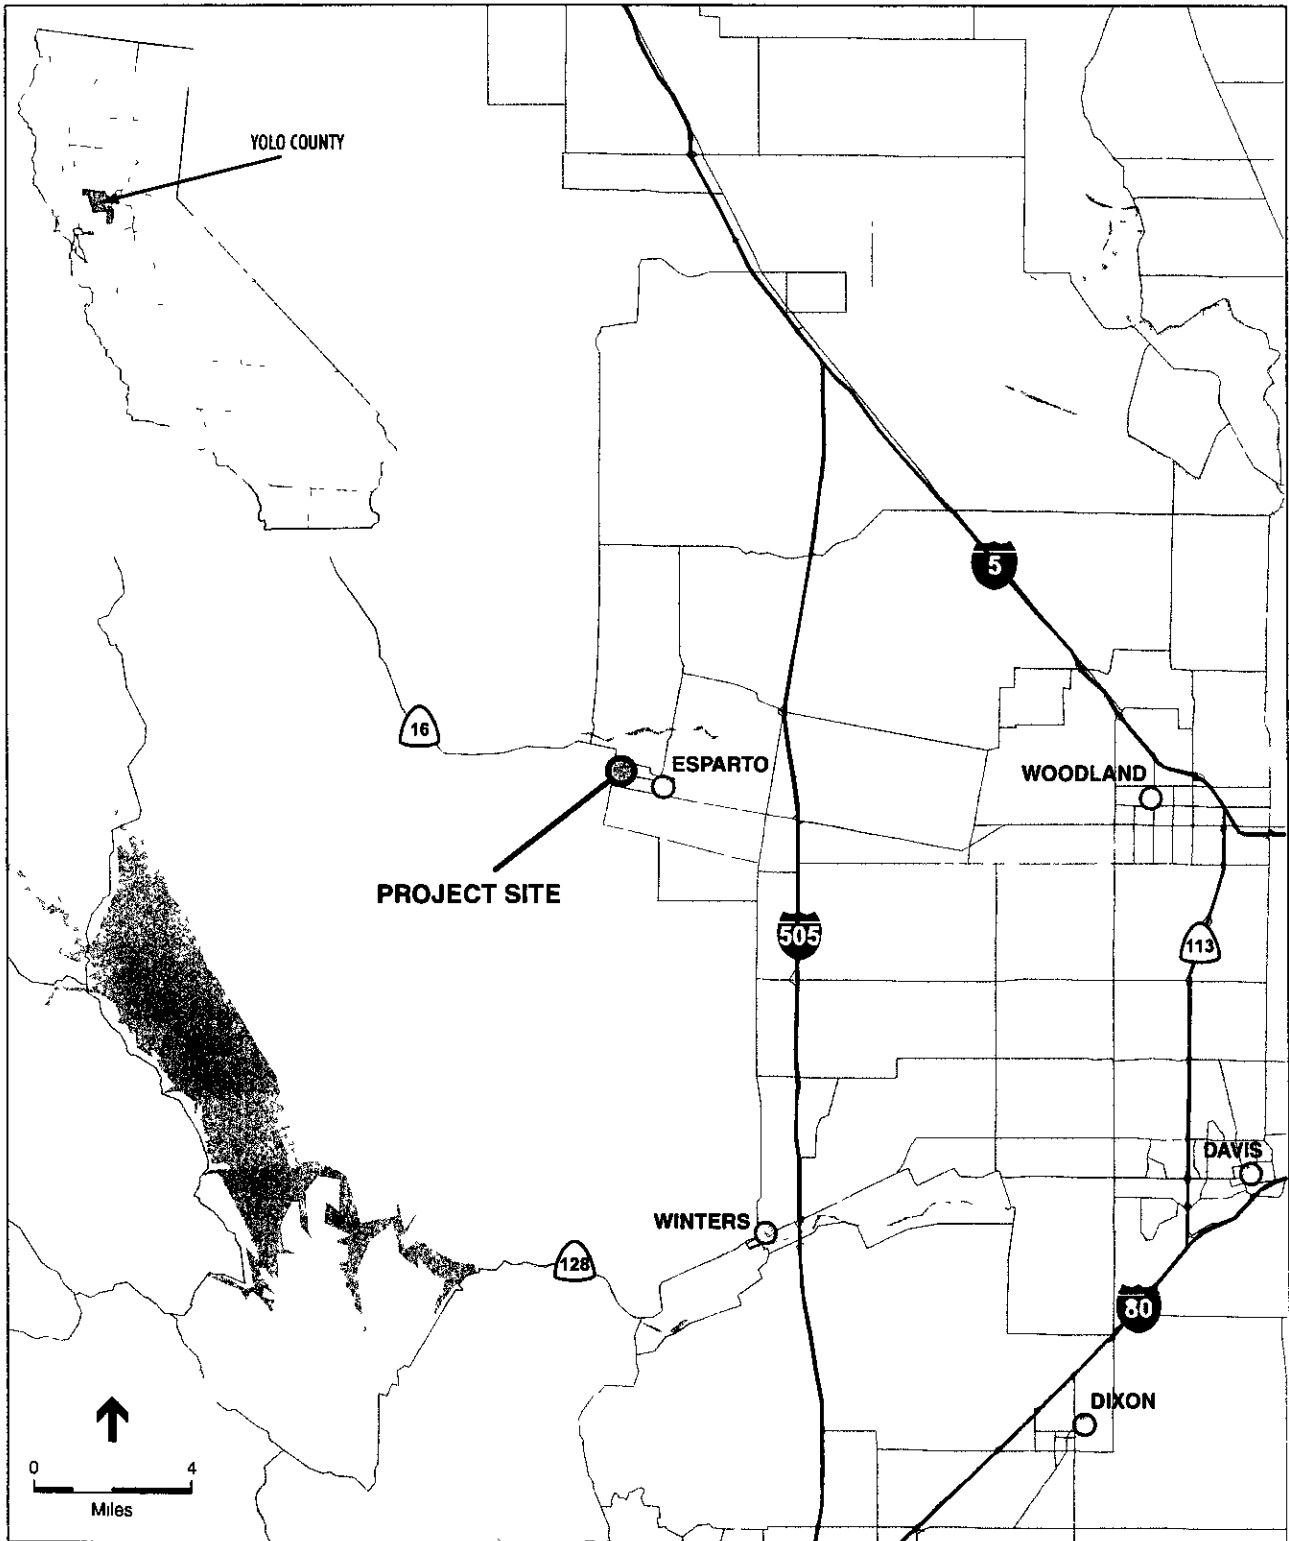 YOLO COUNTY
5
16
ESPARTO
WOODLAND
PROJECT SITE
505
113
DAVIS
WINTERS
128
80
DIXON
0 4
Miles